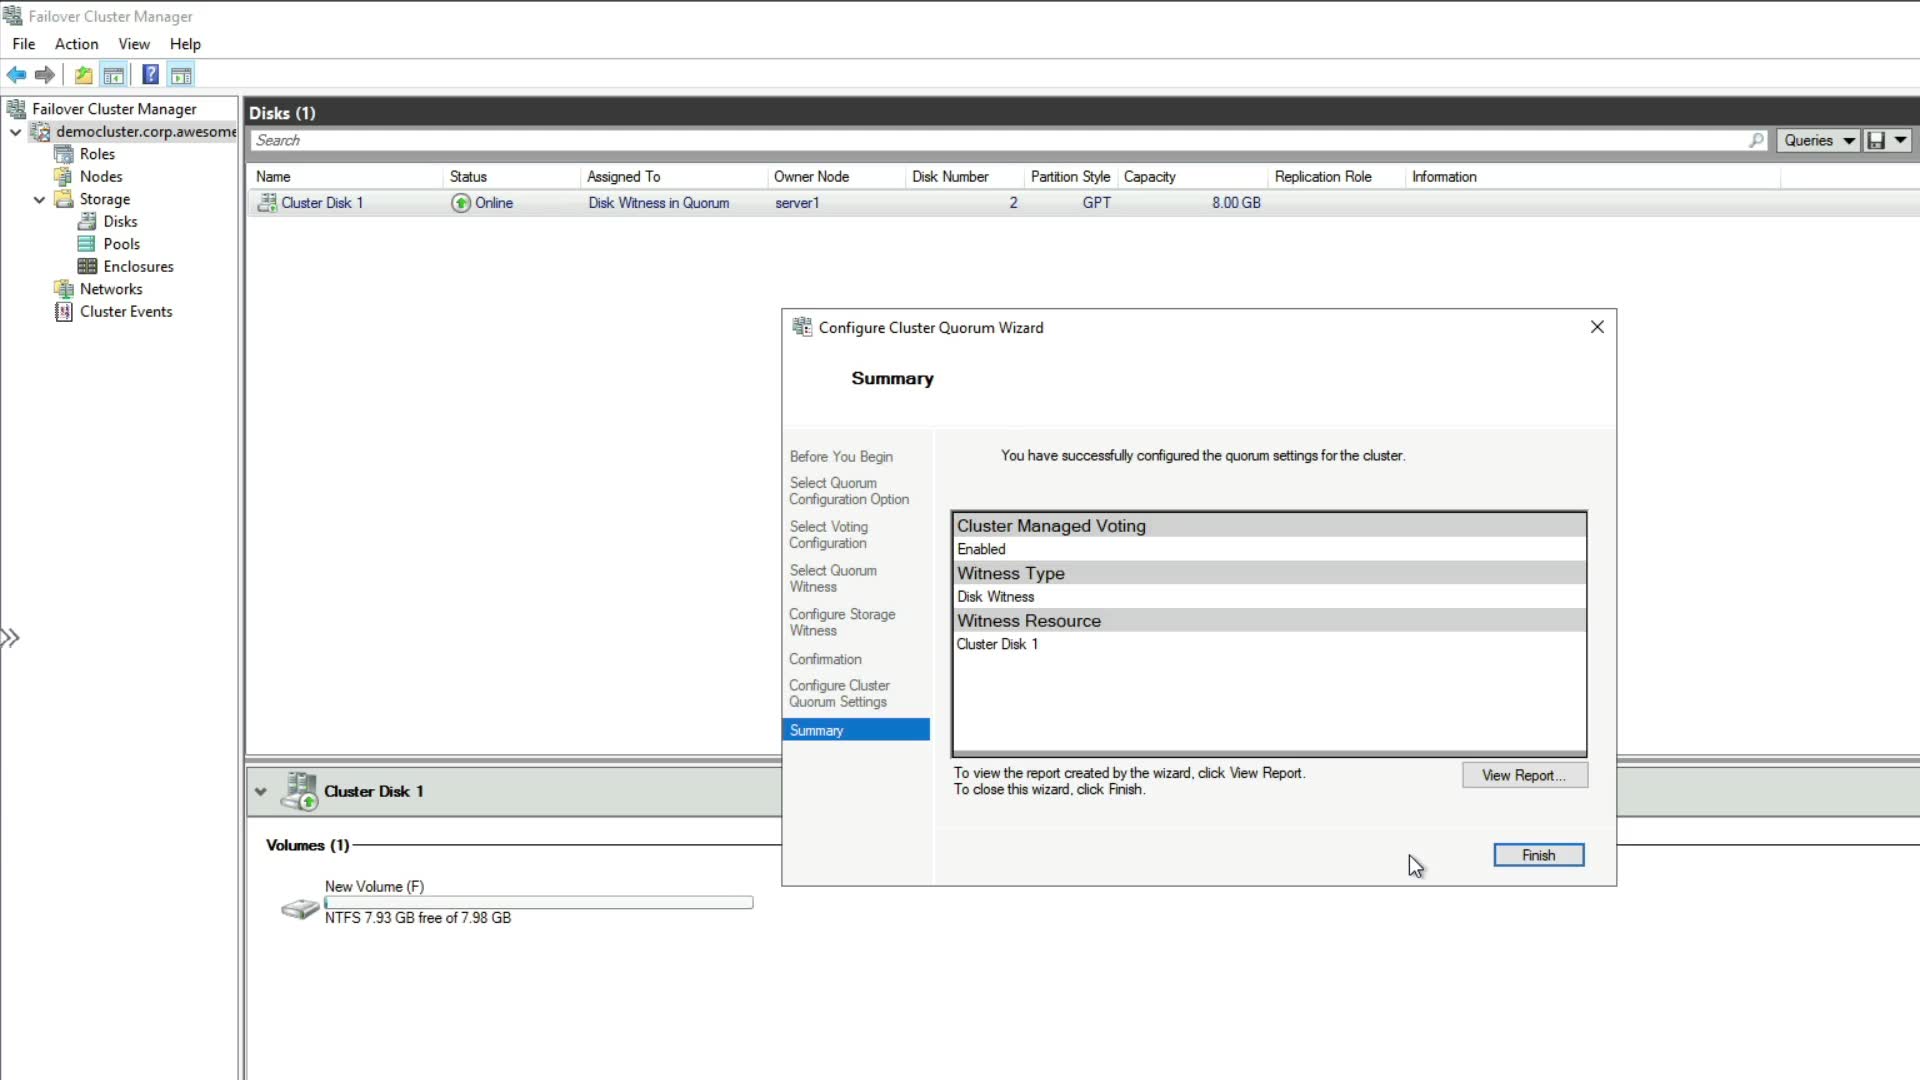 Failover Cluster Manager
File Action View Help
Failover Cluster Manager
democluster.corp.awesome
Roles
Nodes
Storage
Disks
Pools
Enclosures
Networks
Cluster Events
Disks (1)
Search
Queries
Name Status Assigned To Owner Node Disk Number Partition Style Capacity Replication Role Information
Cluster Disk 1 Online Disk Witness in Quorum server1 2 GPT 8.00 GB
Configure Cluster Quorum Wizard
Summary
Before You Begin
Select Quorum
Configuration Option
Select Voting
Configuration
Select Quorum
Witness
Configure Storage
Witness
Confirmation
Configure Cluster
Quorum Settings
Summary
You have successfully configured the quorum settings for the cluster.
Cluster Managed Voting
Enabled
Witness Type
Disk Witness
Witness Resource
Cluster Disk 1
To view the report created by the wizard, click View Report.
To close this wizard, click Finish.
View Report...
Finish
Cluster Disk 1
Volumes (1)
New Volume (F)
NTFS 7.93 GB free of 7.98 GB